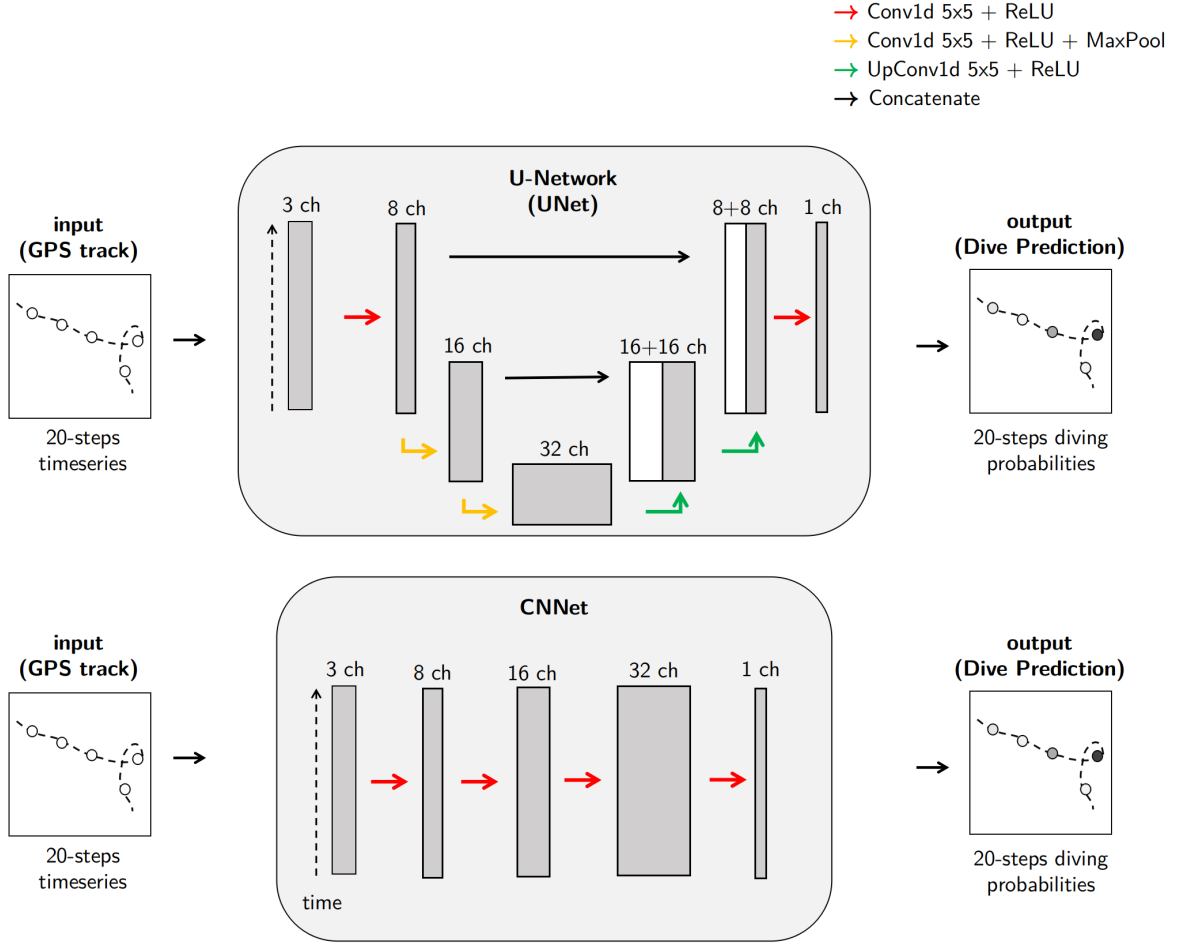 Conv1d 5x5 + ReLU
Conv1d 5x5 + ReLU + MaxPool
UpConv1d 5x5 + ReLU
Concatenate
U-Network
(UNet)
input
(GPS track)
3 ch
8 ch
8+8 ch
1 ch
output
(Dive Prediction)
16 ch
16+16 ch
32 ch
20-steps
timeseries
20-steps diving
probabilities
CNNet
input
(GPS track)
3 ch
8 ch
16 ch
32 ch
1 ch
output
(Dive Prediction)
20-steps
timeseries
time
20-steps diving
probabilities